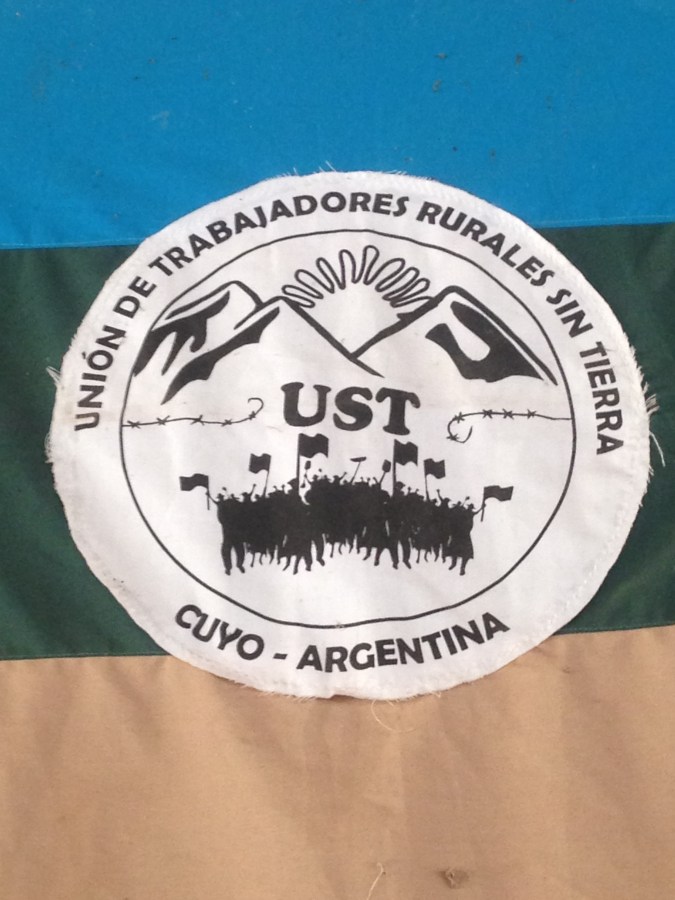 UNIÓN DE TRABAJADORES RURALES SIN TIERRA
UST
CUYO - ARGENTINA